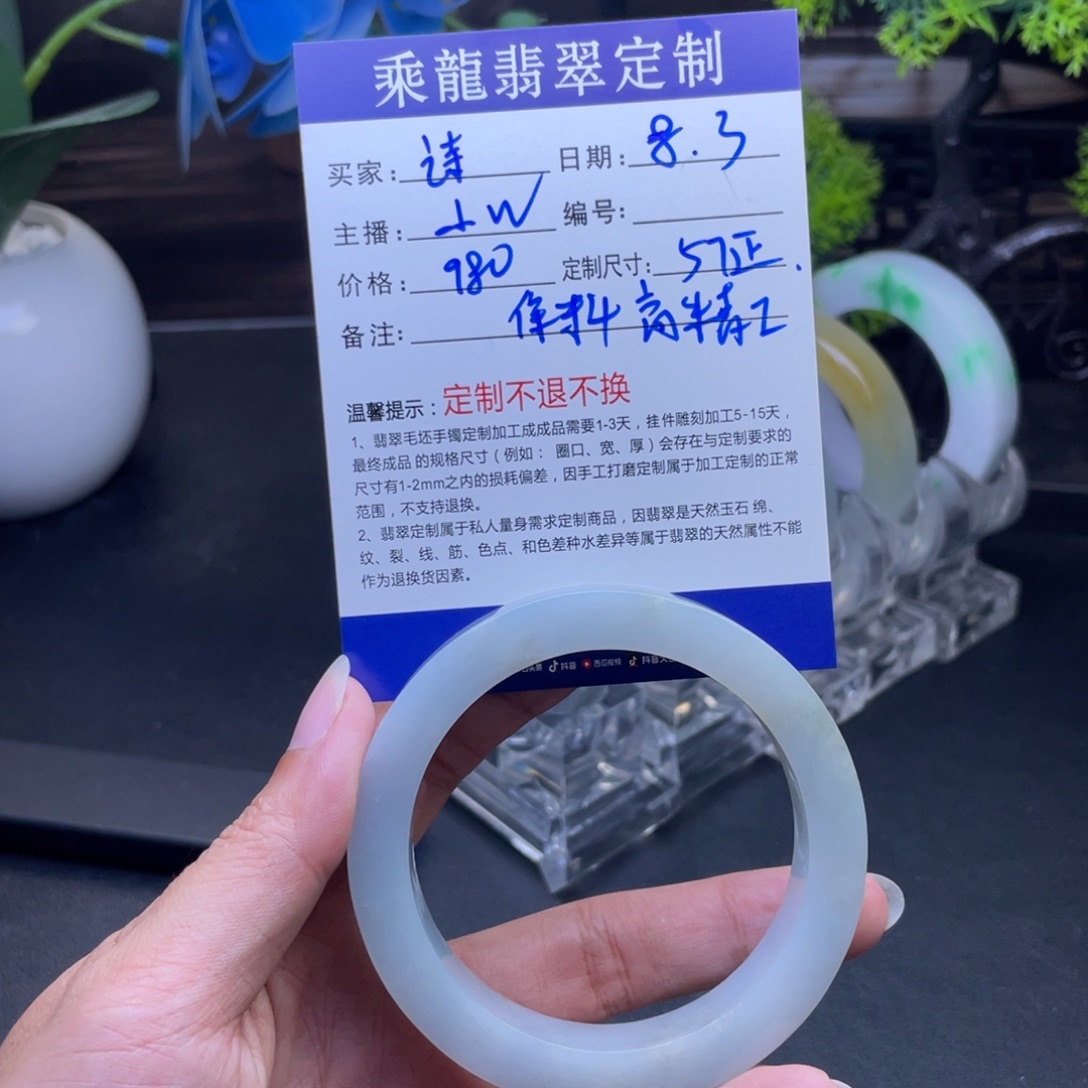 乘龍翡翠定制
买家：诗 日期：8.3
主播：小W 编号：
价格：980 定制尺寸：57正.
备注：保料高精工
温馨提示：定制不退不换
1、翡翠毛坯手镯定制加工成成品需要1-3天，挂件雕刻加工5-15天，
最终成品 的规格尺寸（例如： 圈口、宽、厚）会存在与定制要求的
尺寸有1-2mm之内的损耗偏差，因手工打磨定制属于加工定制的正常
范围，不支持退换。
2、翡翠定制属于私人量身需求定制商品，因翡翠是天然玉石 绵、
纹、裂、线、筋、色点、和色差种水差异等属于翡翠的天然属性不能
作为退换货因素。
抖音 西瓜视频 抖音火